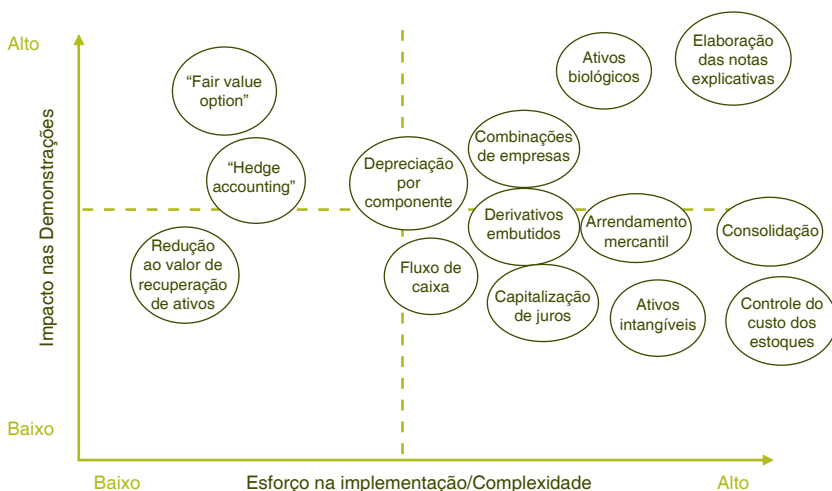 Alto
Impacto nas Demonstrações
Baixo
“Fair value
option”
“Hedge
accounting”
Redução
ao valor de
recuperação
de ativos
Depreciação
por
componente
Fluxo de
caixa
Ativos
biológicos
Elaboração
das notas
explicativas
Combinações
de empresas
Derivativos
embutidos
Arrendamento
mercantil
Consolidação
Capitalização
de juros
Ativos
intangíveis
Controle do
custo dos
estoques
Baixo
Esforço na implementação/Complexidade
Alto